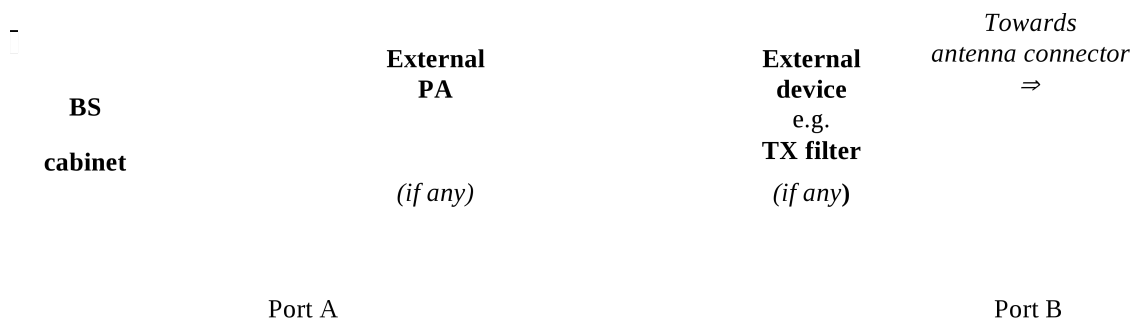 BS
cabinet
External
PA
(if any)
External
device
e.g.
TX filter
(if any)
Towards
antenna connector
⇒
Port A
Port B